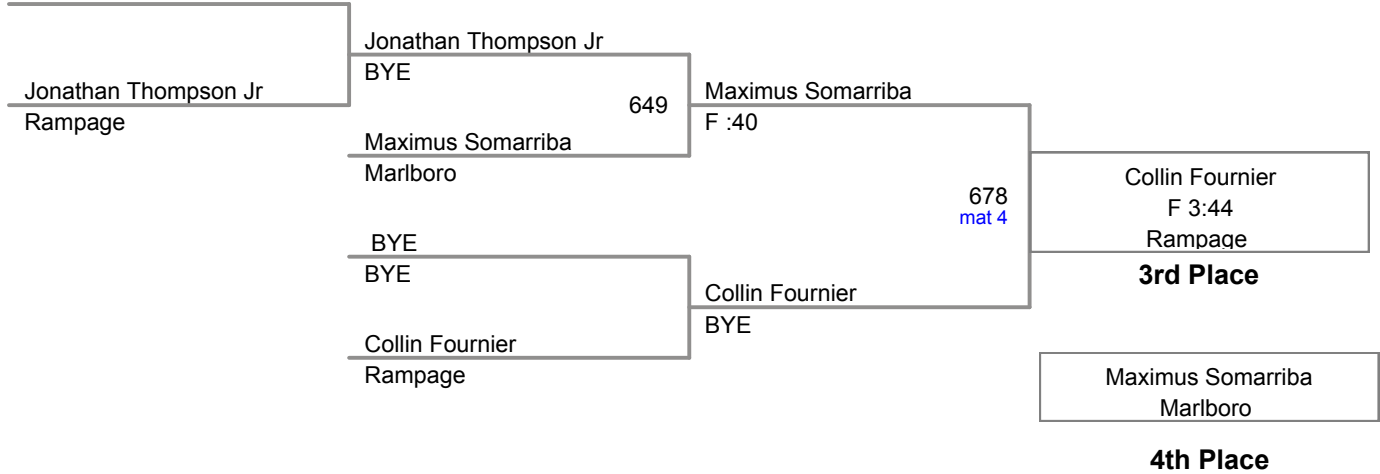 Jonathan Thompson Jr
Rampage
Jonathan Thompson Jr
BYE
649
Maximus Somarriba
Marlboro
BYE
BYE
Collin Fournier
Rampage
Maximus Somarriba
F :40
678
mat 4
Collin Fournier
BYE
Collin Fournier
F 3:44
Rampage
3rd Place
Maximus Somarriba
Marlboro
4th Place